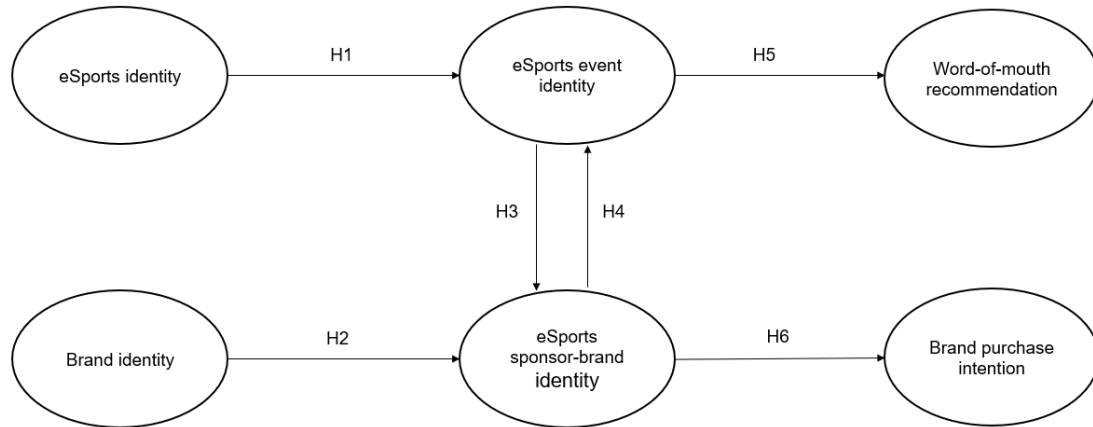 H1
H5
eSports identity
eSports event
identity
Word-of-mouth
recommendation
H3
H4
H2
H6
Brand identity
eSports
sponsor-brand
identity
Brand purchase
intention